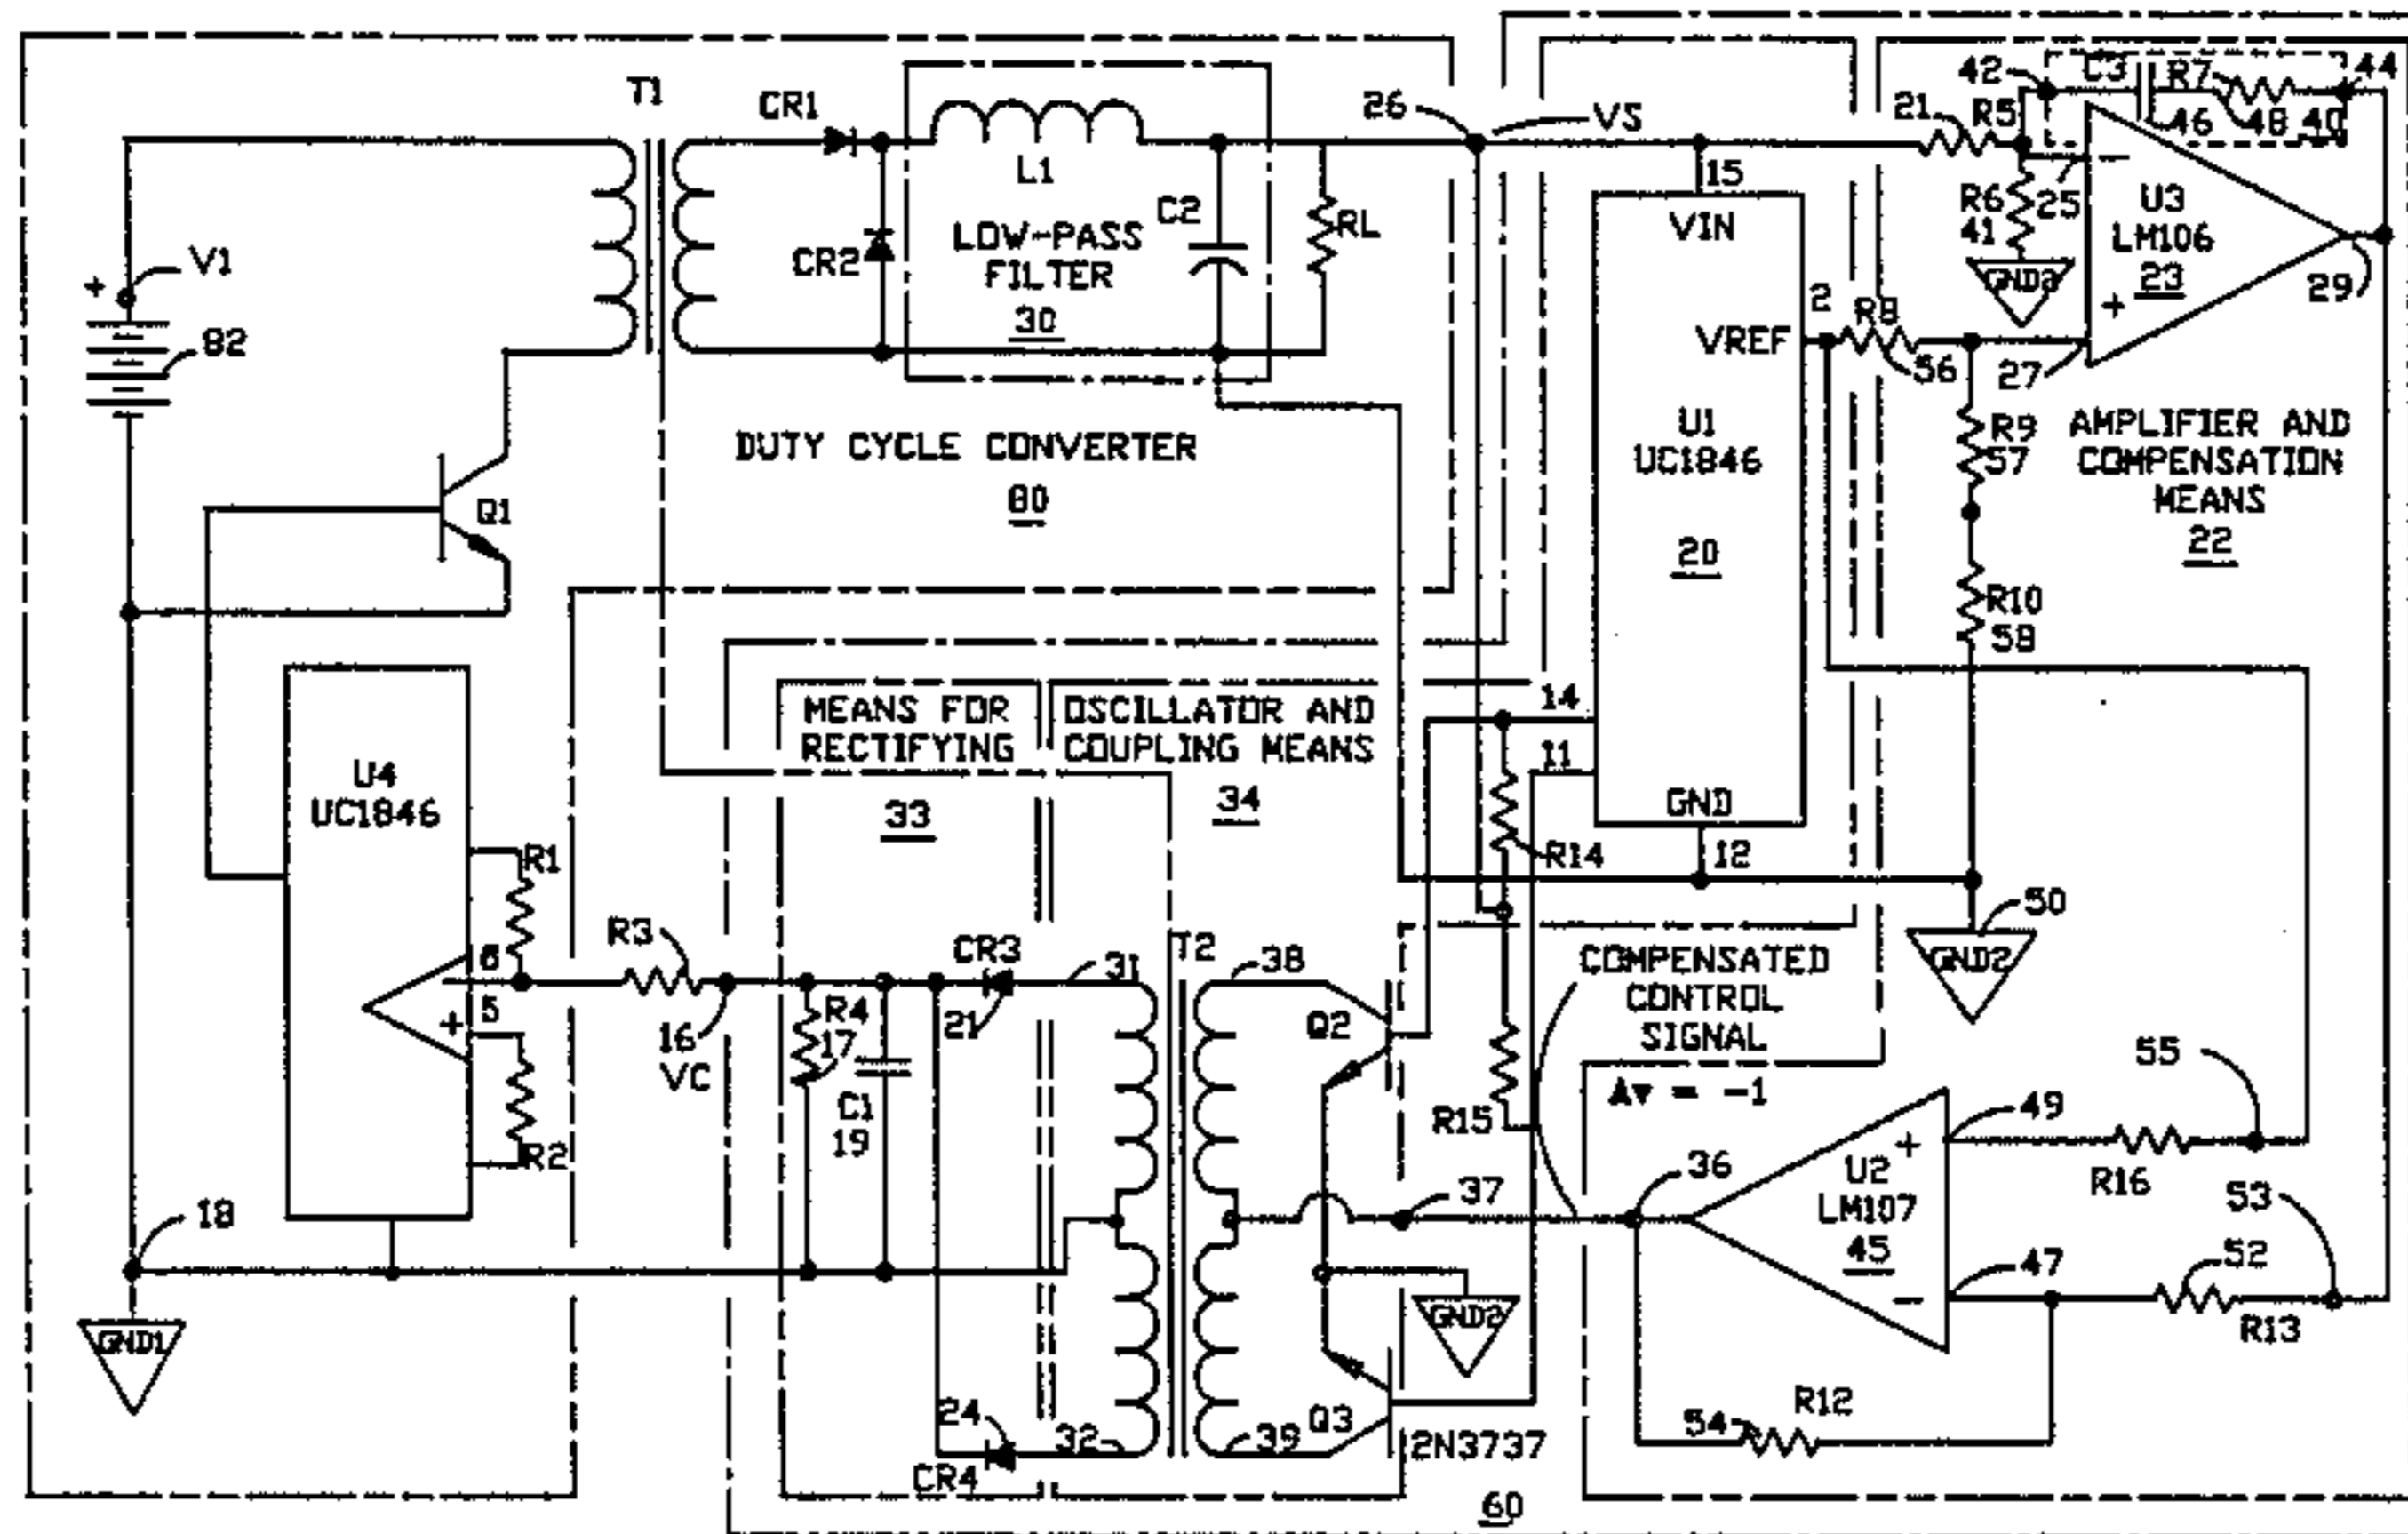 T1
CR1
CR2
L1
LOW-PASS
FILTER
30
C2
RL
26
VS
V1
+
82
DUTY CYCLE CONVERTER
80
Q1
15
VIN
VREF
2
U1
UC1846
20
GND
12
14
11
42
C3
R7
44
21
R5
46
48
40
R6
41
25
GND2
-
U3
LM106
23
+
29
R8
56
27
R9
57
AMPLIFIER AND
COMPENSATION
MEANS
22
R10
58
50
GND2
MEANS FOR
RECTIFYING
33
OSCILLATOR AND
COUPLING MEANS
34
U4
UC1846
R1
6
5
+
R2
R3
16
VC
R4
17
C1
19
CR3
21
31
T2
38
Q2
R14
R15
COMPENSATED
CONTROL
SIGNAL
Av = -1
37
36
U2
LM107
45
+
-
49
47
55
R16
53
52
R13
54
R12
18
GND1
24
CR4
32
39
Q3
GND2
2N3737
60